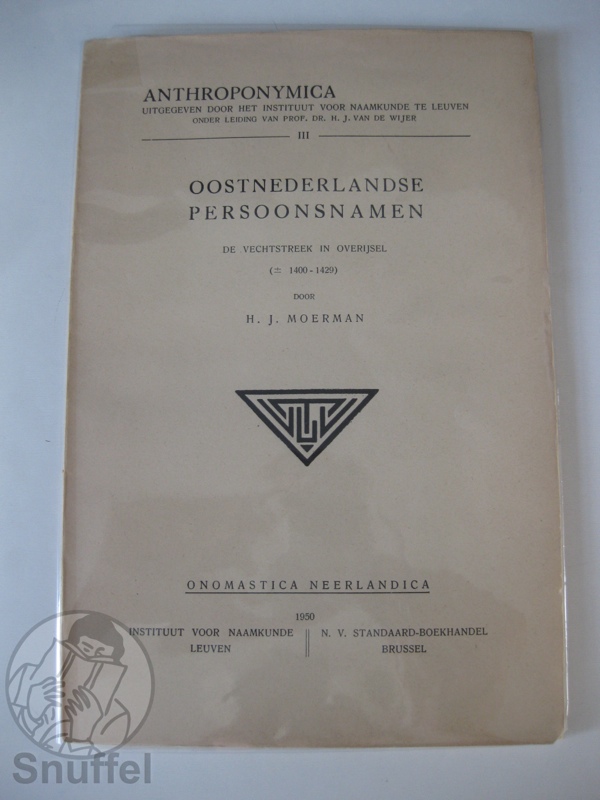 ANTHROPONYMICA
UITGEGEVEN DOOR HET INSTITUUT VOOR NAAMKUNDE TE LEUVEN
ONDER LEIDING VAN PROF. DR. H. J. VAN DE WIJER
III
OOSTNEDERLANDSE
PERSOONSNAMEN
DE VECHTSTREEK IN OVERIJSEL
(± 1400-1429)
DOOR
H. J. MOERMAN
ONOMASTICA NEERLANDICA
1950
INSTITUUT VOOR NAAMKUNDE
LEUVEN
N. V. STANDAARD-BOEKHANDEL
BRUSSEL
Snuffel